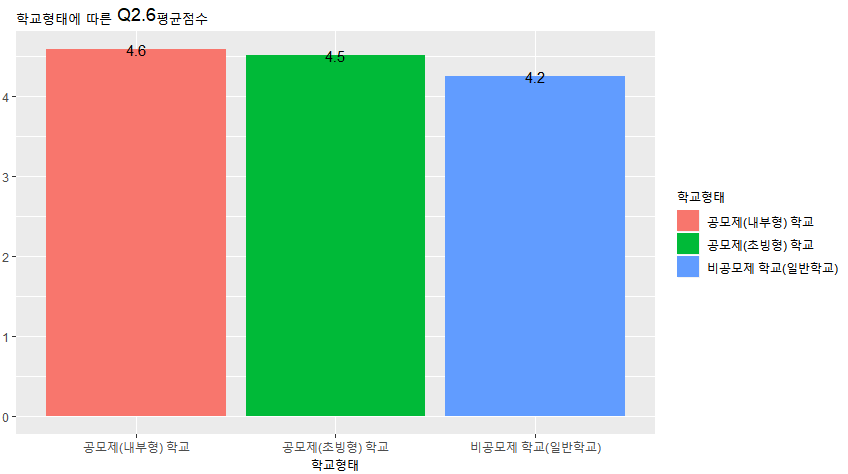 학교형태에 따른 Q2.6평균점수
4.6
4.5
4.2
4
3
2
1
0
공모제(내부형) 학교
공모제(초빙형) 학교
비공모제 학교(일반학교)
학교형태
학교형태
공모제(내부형) 학교
공모제(초빙형) 학교
비공모제 학교(일반학교)